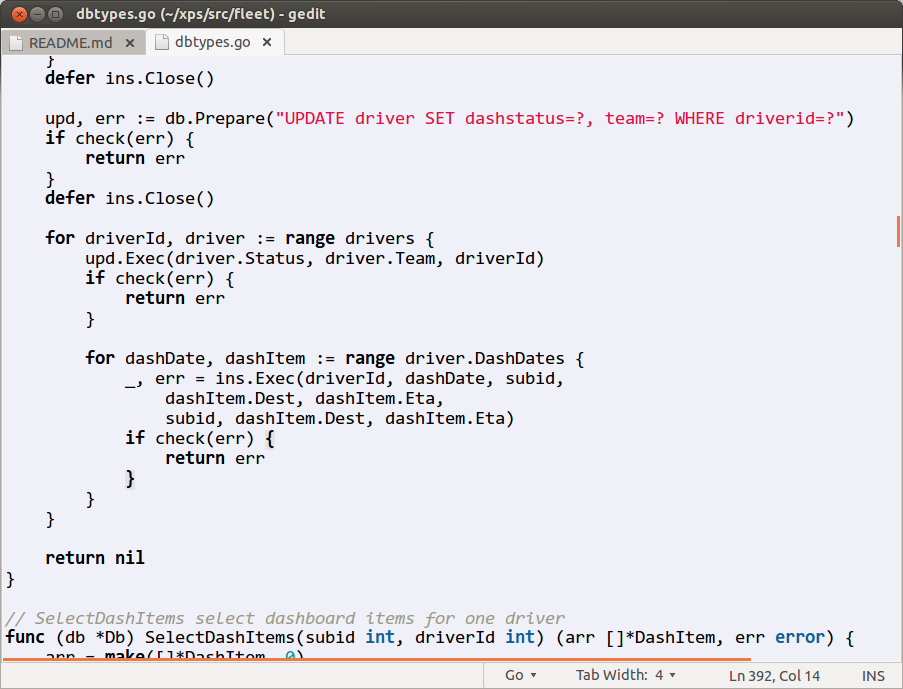 dbtypes.go (~/xps/src/fleet) - gedit
README.md × dbtypes.go ×
    }
    defer ins.Close()

    upd, err := db.Prepare("UPDATE driver SET dashstatus=?, team=? WHERE driverid=?")
    if check(err) {
        return err
    }
    defer ins.Close()

    for driverId, driver := range drivers {
        upd.Exec(driver.Status, driver.Team, driverId)
        if check(err) {
            return err
        }

        for dashDate, dashItem := range driver.DashDates {
            _, err = ins.Exec(driverId, dashDate, subid,
                dashItem.Dest, dashItem.Eta,
                subid, dashItem.Dest, dashItem.Eta)
            if check(err) {
                return err
            }
        }
    }

    return nil
}

// SelectDashItems select dashboard items for one driver
func (db *Db) SelectDashItems(subid int, driverId int) (arr []*DashItem, err error) {
    arr = make([]*DashItem, 0)
Go Tab Width: 4 Ln 392, Col 14 INS